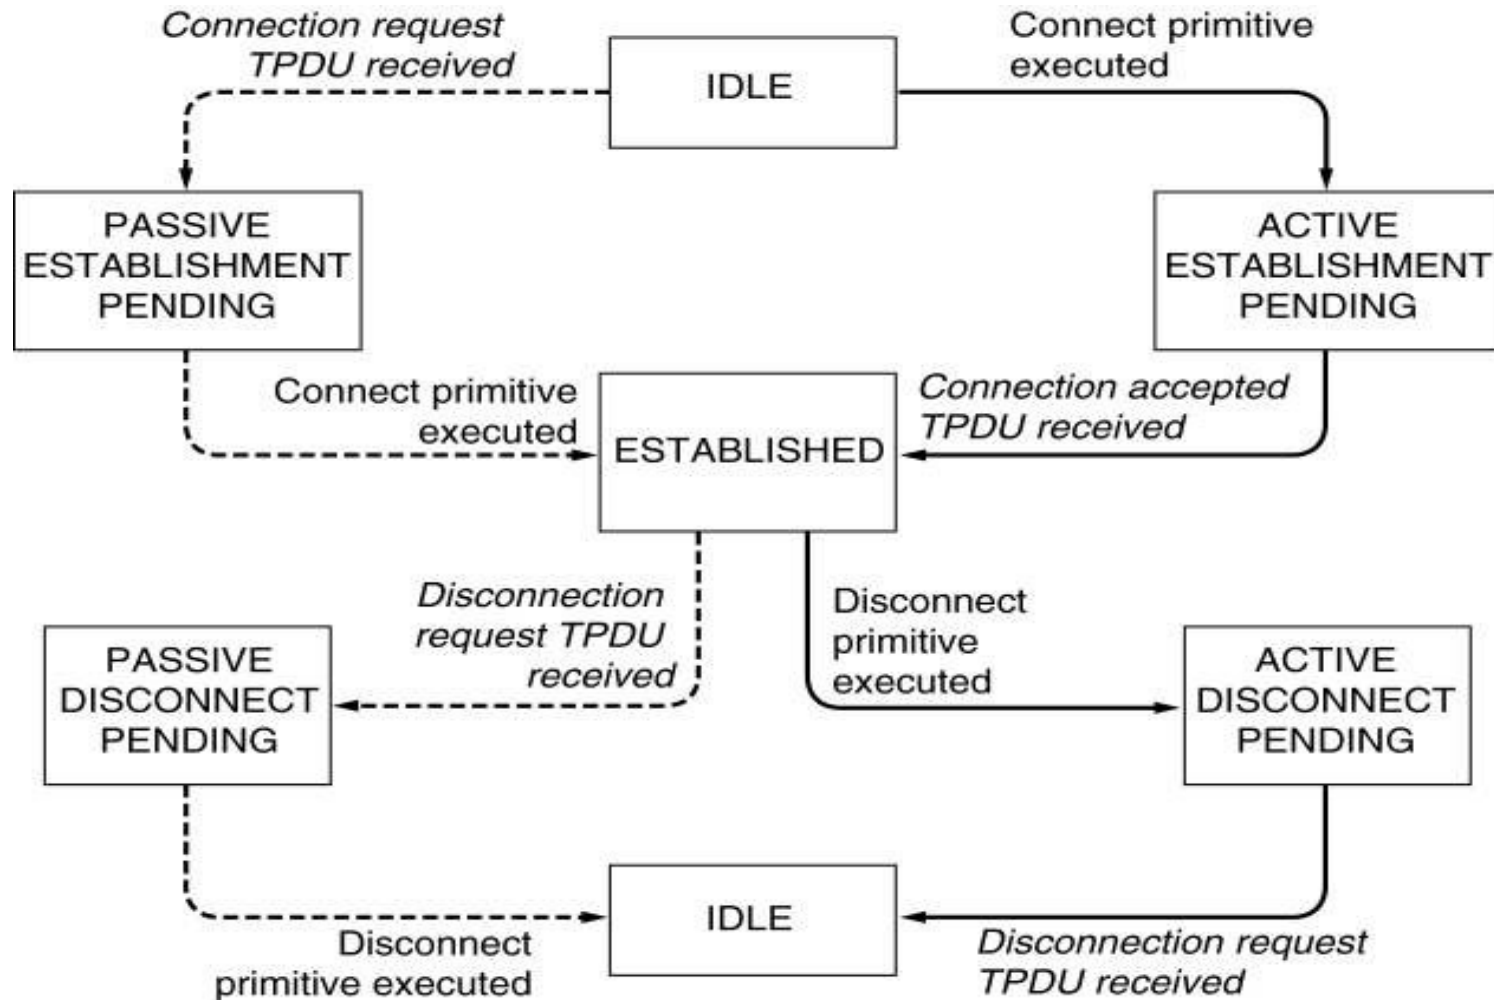 Connection request
TPDU received
IDLE
Connect primitive
executed
PASSIVE
ESTABLISHMENT
PENDING
ACTIVE
ESTABLISHMENT
PENDING
Connect primitive
executed
ESTABLISHED
Connection accepted
TPDU received
Disconnection
request TPDU
received
Disconnect
primitive
executed
PASSIVE
DISCONNECT
PENDING
ACTIVE
DISCONNECT
PENDING
Disconnect
primitive executed
IDLE
Disconnection request
TPDU received